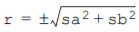 r = ±√sa² + sb²